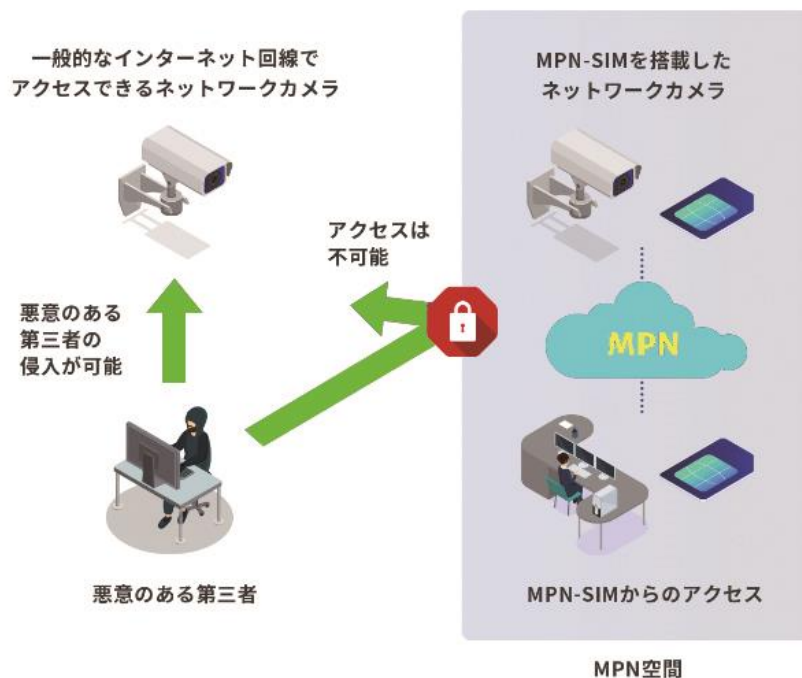 一般的なインターネット回線で
アクセスできるネットワークカメラ
MPN-SIMを搭載した
ネットワークカメラ
アクセスは
不可能
悪意のある
第三者の
侵入が可能
MPN
悪意のある第三者
MPN-SIMからのアクセス
MPN空間